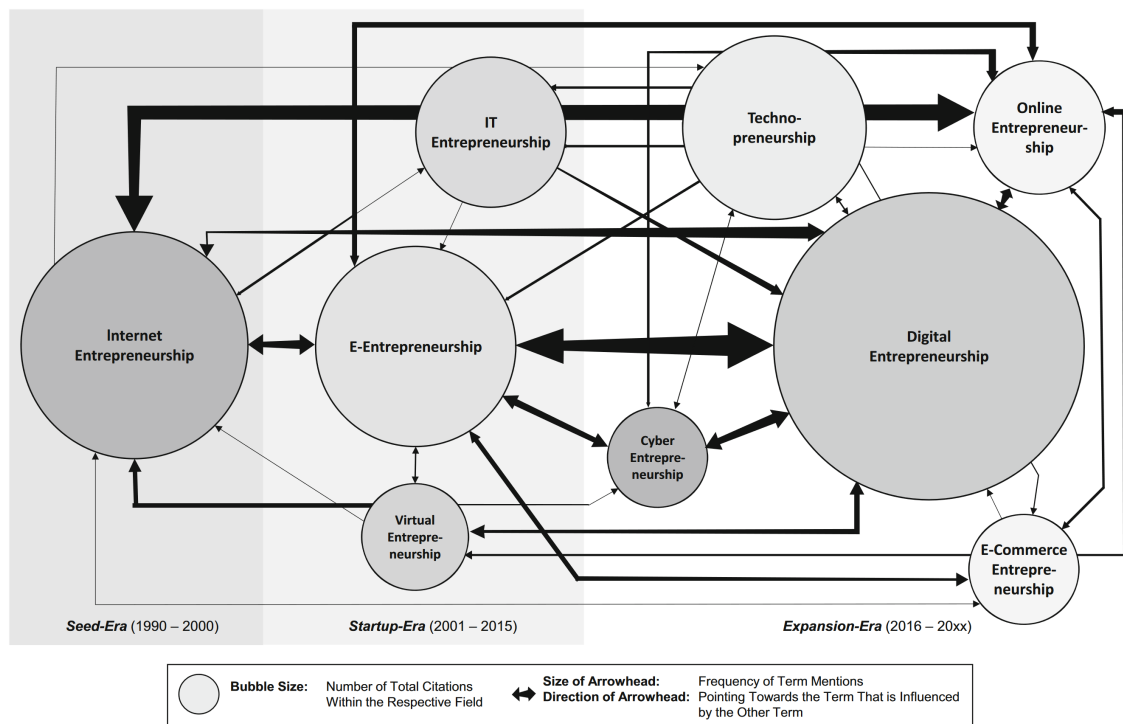 IT
Entrepreneurship
Techno-
preneurship
Online
Entrepreneur-
ship
Internet
Entrepreneurship
E-Entrepreneurship
Digital
Entrepreneurship
Cyber
Entrepre-
neurship
Virtual
Entrepre-
neurship
E-Commerce
Entrepre-
neurship
Seed-Era (1990 – 2000)
Startup-Era (2001 – 2015)
Expansion-Era (2016 – 20xx)
Bubble Size:
Number of Total Citations
Within the Respective Field
Size of Arrowhead:
Frequency of Term Mentions
Direction of Arrowhead:
Pointing Towards the Term That is Influenced
by the Other Term